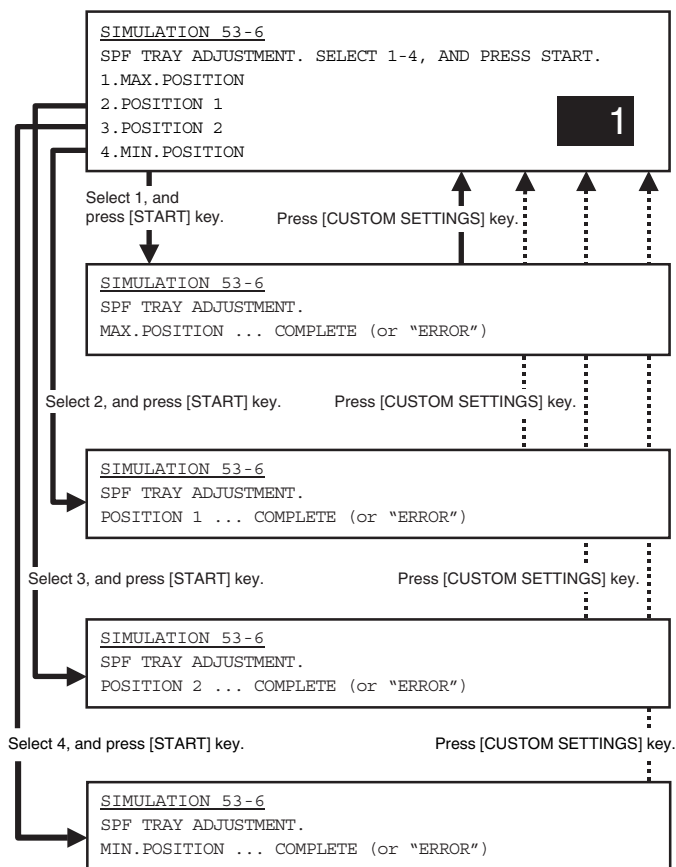 SIMULATION 53-6
SPF TRAY ADJUSTMENT. SELECT 1-4, AND PRESS START.
1.MAX.POSITION
2.POSITION 1
3.POSITION 2
4.MIN.POSITION
1
Select 1, and
press [START] key.
Press [CUSTOM SETTINGS] key.
SIMULATION 53-6
SPF TRAY ADJUSTMENT.
MAX.POSITION ... COMPLETE (or “ERROR”)
Select 2, and press [START] key.
Press [CUSTOM SETTINGS] key.
SIMULATION 53-6
SPF TRAY ADJUSTMENT.
POSITION 1 ... COMPLETE (or “ERROR”)
Select 3, and press [START] key.
Press [CUSTOM SETTINGS] key.
SIMULATION 53-6
SPF TRAY ADJUSTMENT.
POSITION 2 ... COMPLETE (or “ERROR”)
Select 4, and press [START] key.
Press [CUSTOM SETTINGS] key.
SIMULATION 53-6
SPF TRAY ADJUSTMENT.
MIN.POSITION ... COMPLETE (or “ERROR”)